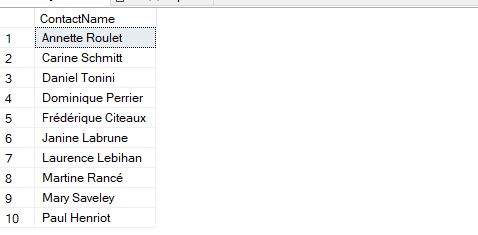 ContactName
1 Annette Roulet
2 Carine Schmitt
3 Daniel Tonini
4 Dominique Perrier
5 Frédérique Citeaux
6 Janine Labrune
7 Laurence Lebihan
8 Martine Rancé
9 Mary Saveley
10 Paul Henriot